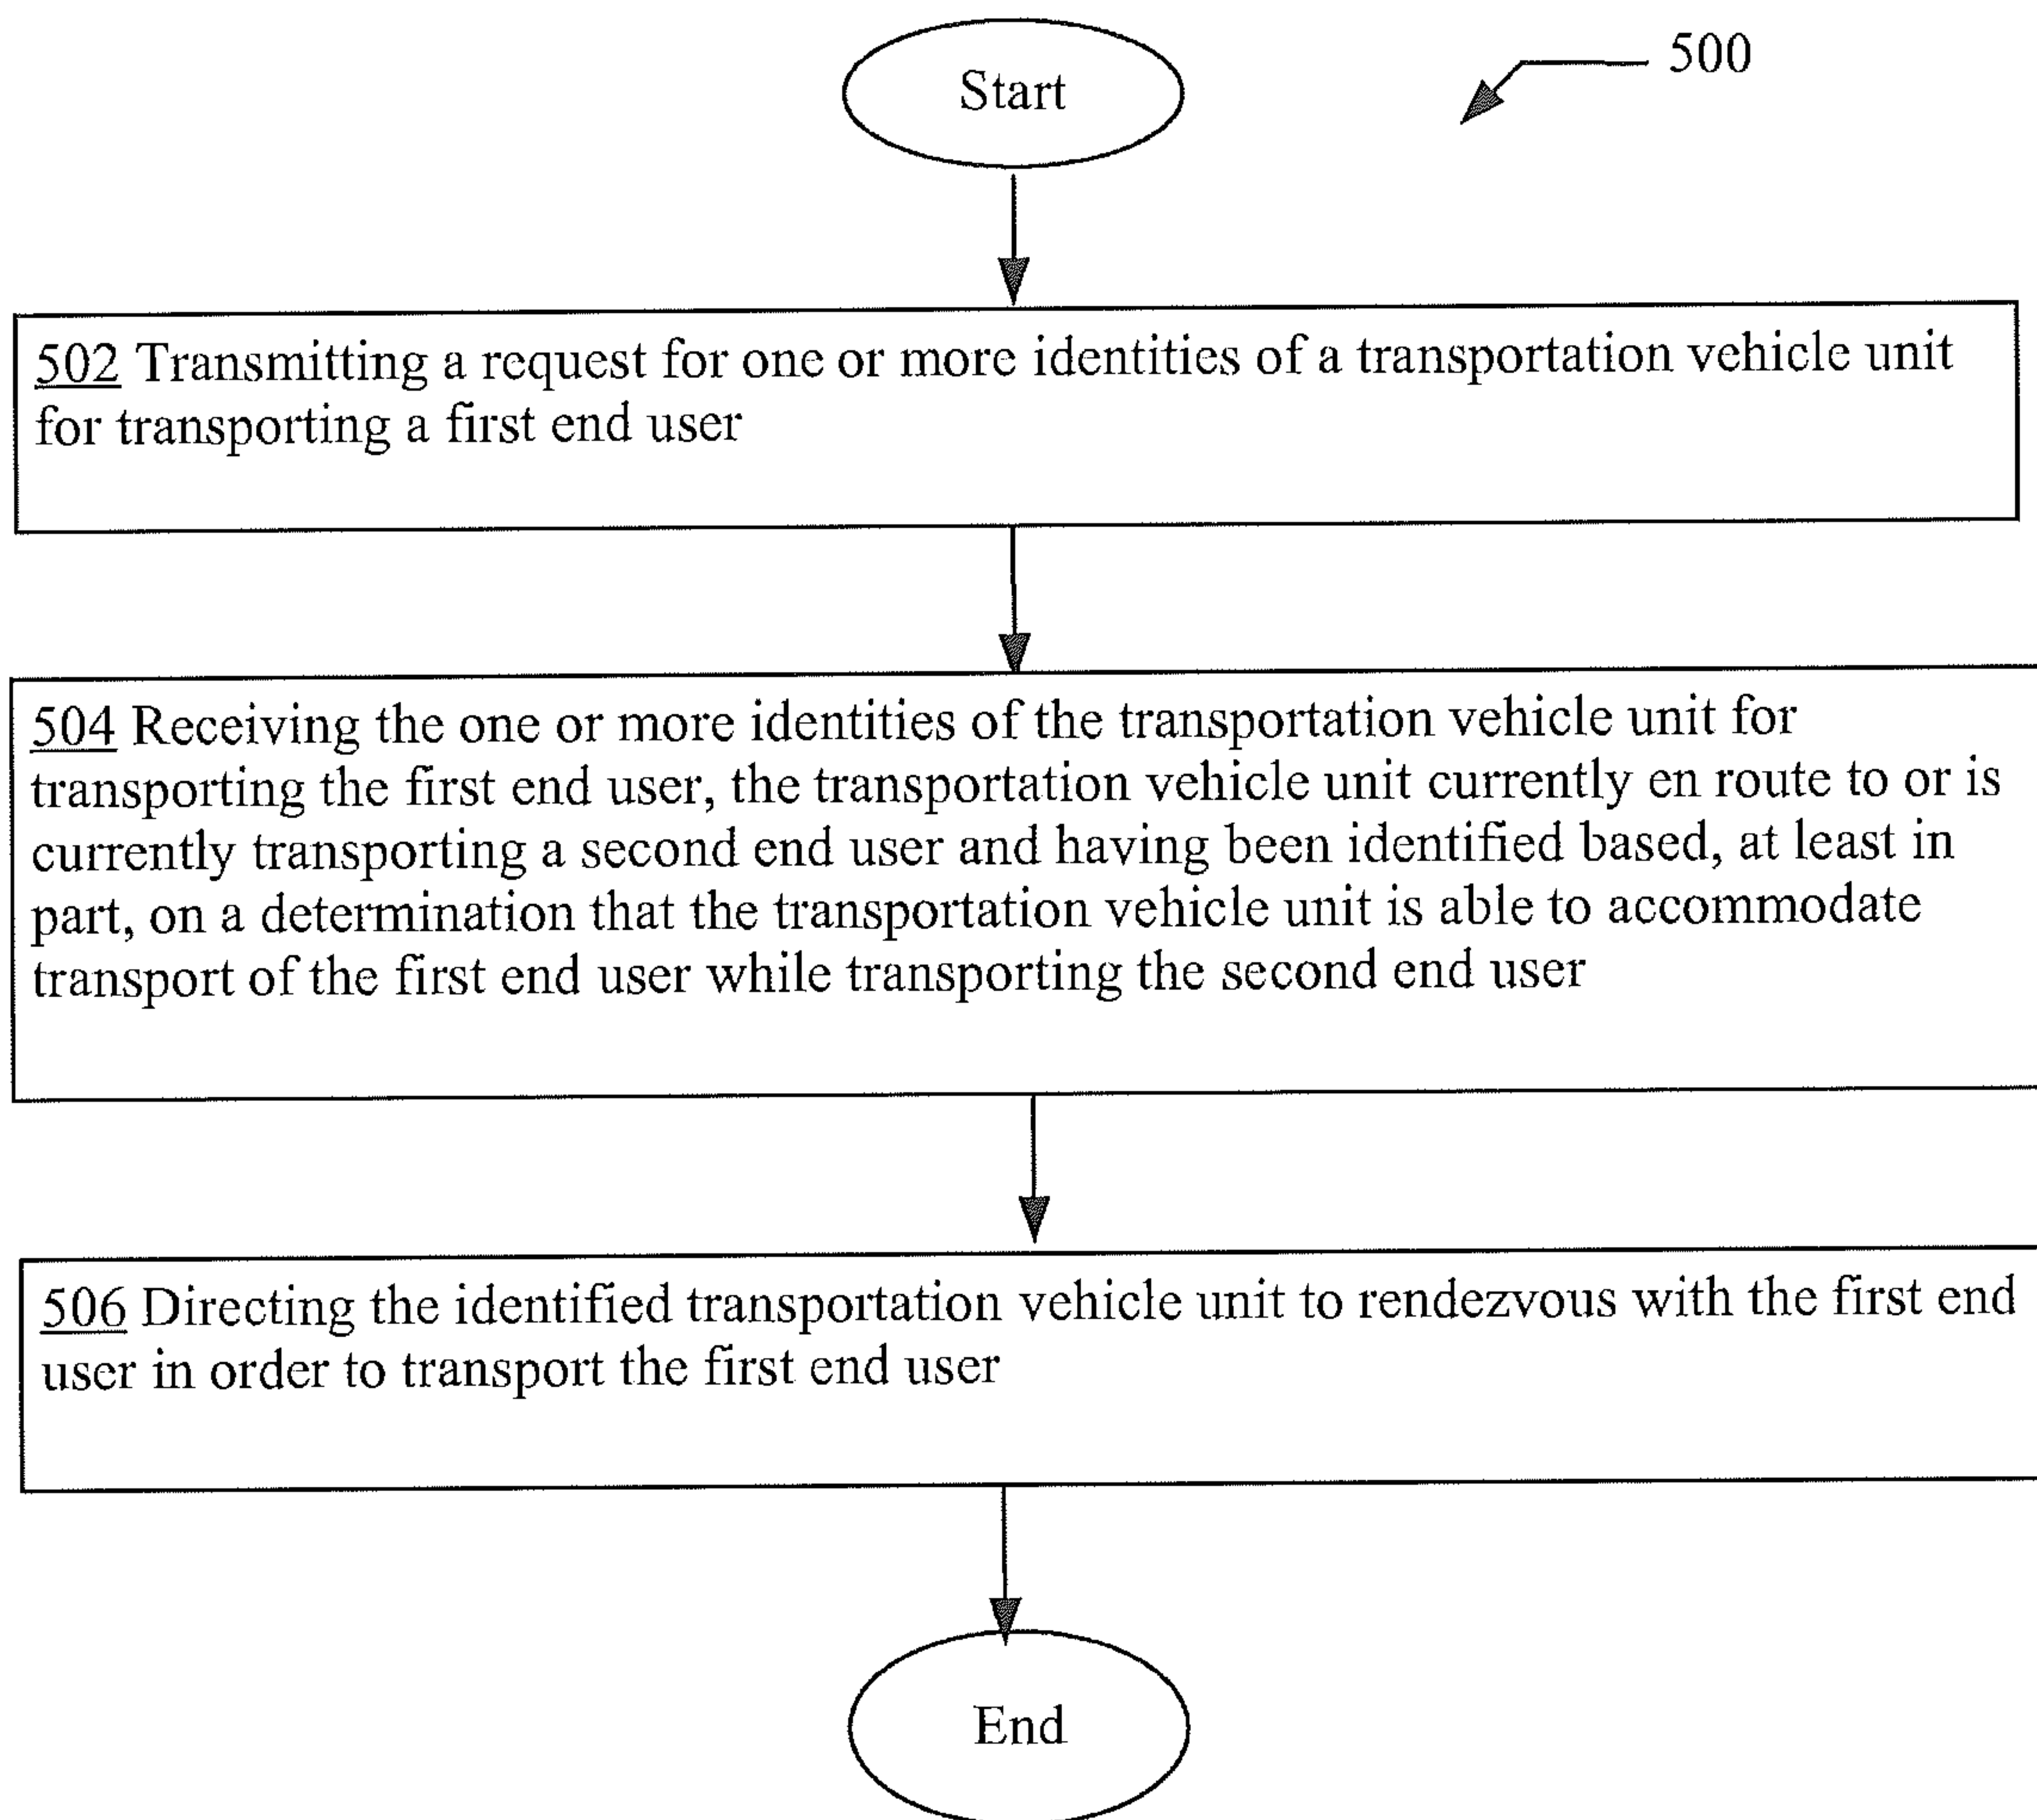 Start
500
502 Transmitting a request for one or more identities of a transportation vehicle unit
for transporting a first end user
504 Receiving the one or more identities of the transportation vehicle unit for
transporting the first end user, the transportation vehicle unit currently en route to or is
currently transporting a second end user and having been identified based, at least in
part, on a determination that the transportation vehicle unit is able to accommodate
transport of the first end user while transporting the second end user
506 Directing the identified transportation vehicle unit to rendezvous with the first end
user in order to transport the first end user
End